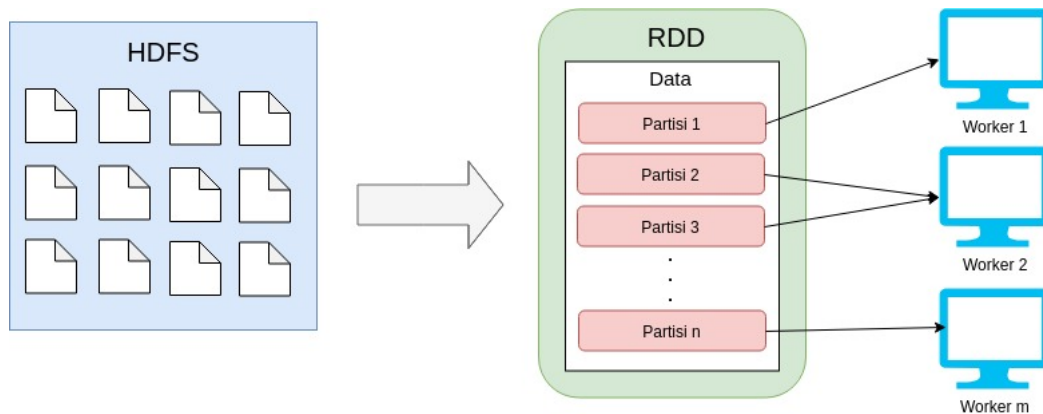 HDFS
RDD
Data
Partisi 1
Partisi 2
Partisi 3
.
.
.
Partisi n
Worker 1
Worker 2
Worker m